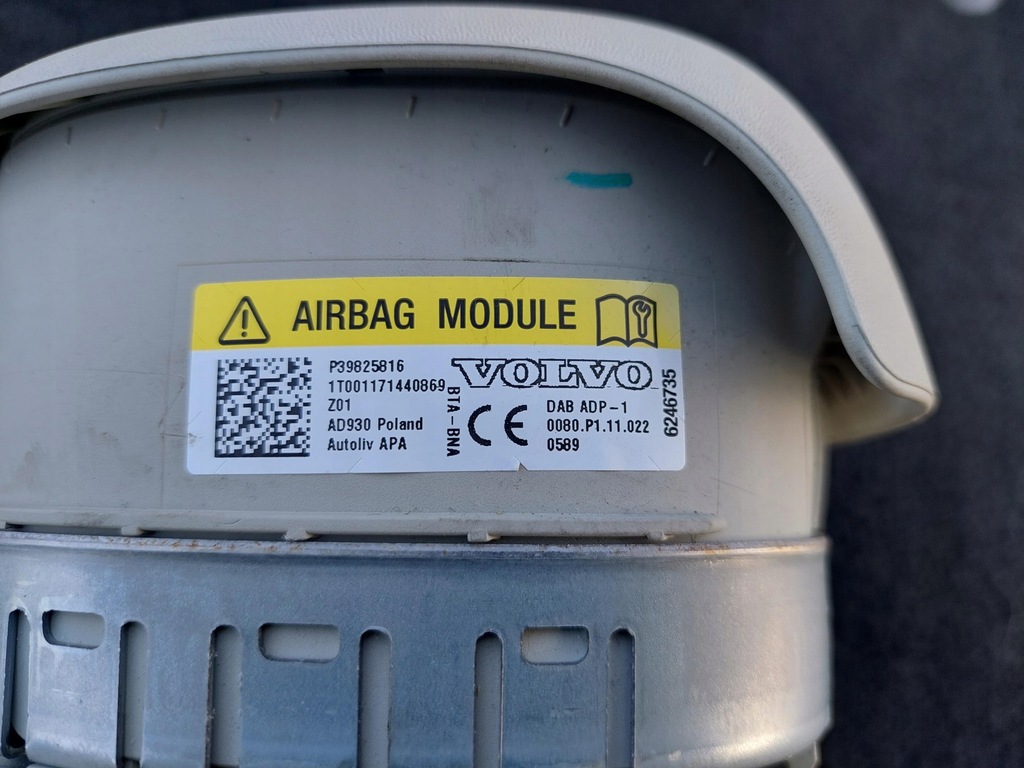 AIRBAG MODULE
P39825816
1T001171440869
Z01
AD930 Poland
Autoliv APA
BTA-BNA
VOLVO
CE
DAB ADP-1
0080.P1.11.022
0589
6246735